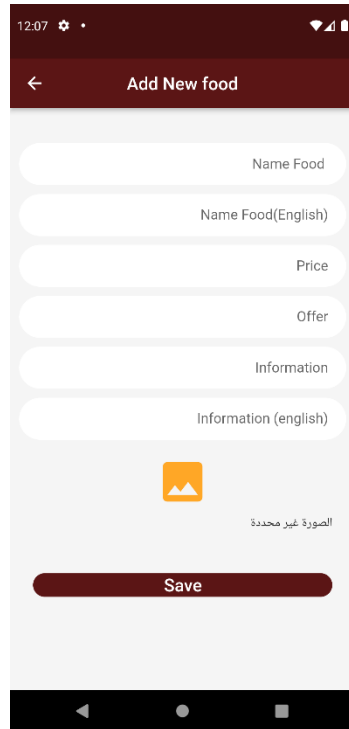 12:07
Add New food
Name Food
Name Food(English)
Price
Offer
Information
Information (english)
الصورة غير محددة
Save